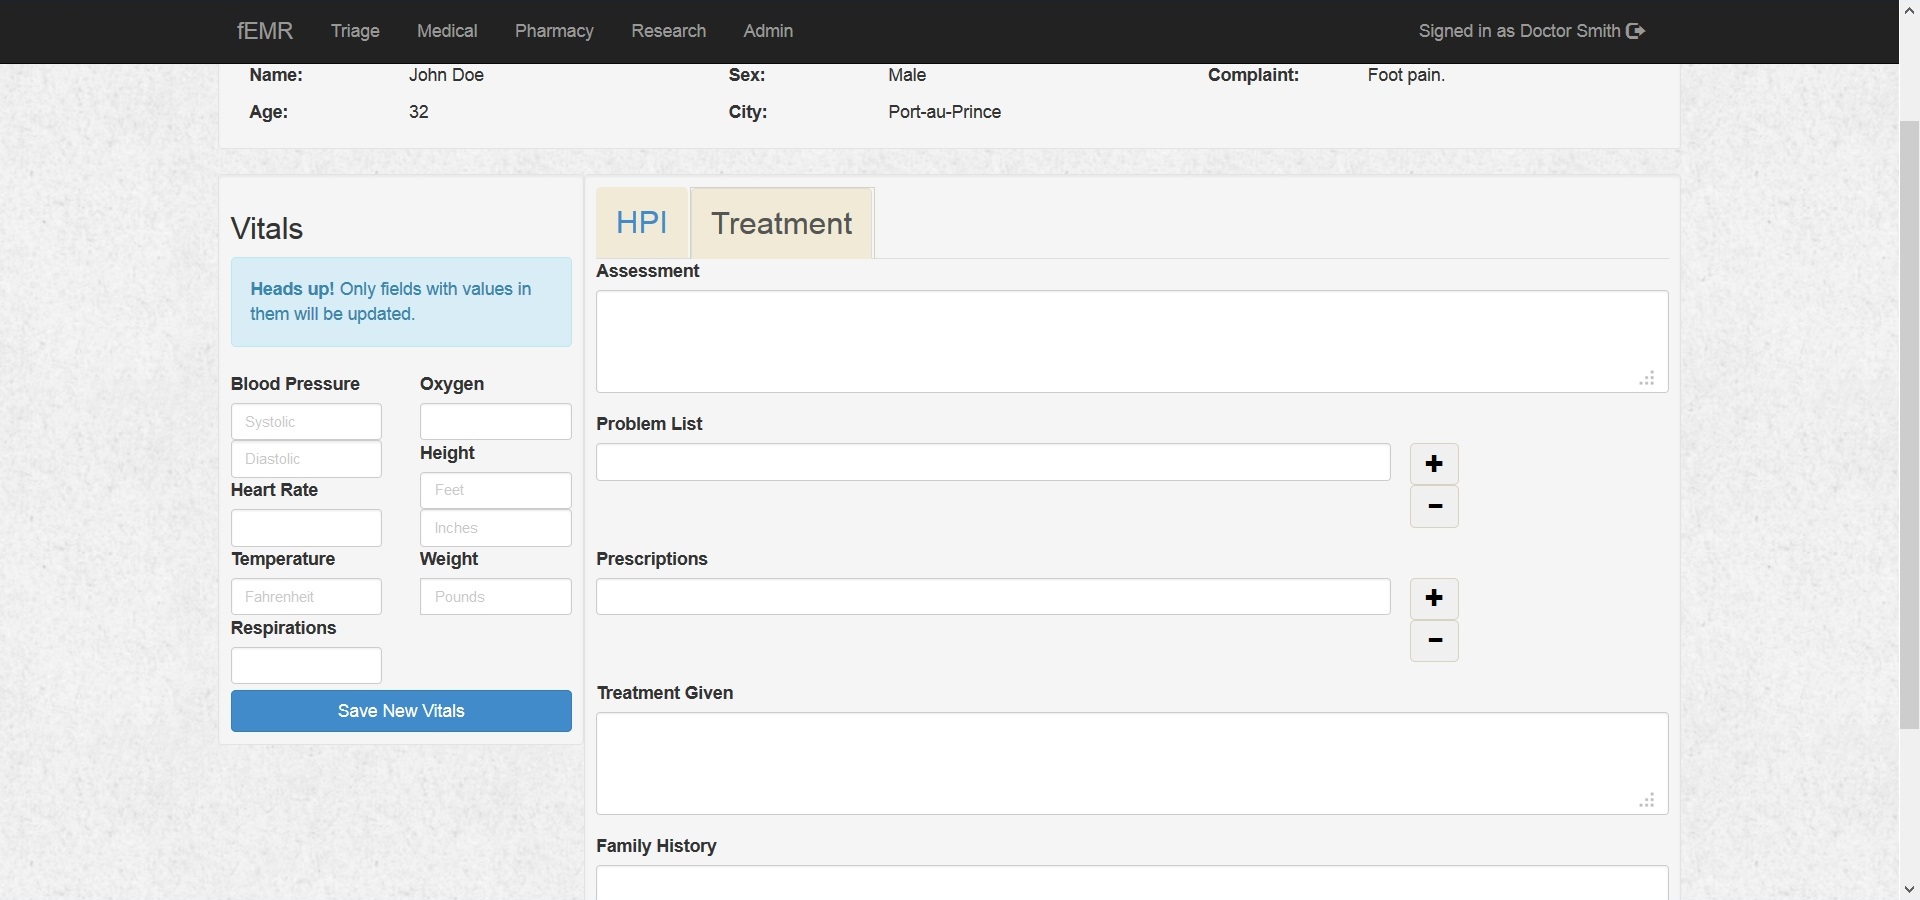 fEMR Triage Medical Pharmacy Research Admin Signed in as Doctor Smith
Name: John Doe Sex: Male Complaint: Foot pain.
Age: 32 City: Port-au-Prince
Vitals
Heads up! Only fields with values in
them will be updated.
Blood Pressure Oxygen
Systolic
Diastolic
Height
Heart Rate
Feet
Inches
Temperature Weight
Fahrenheit Pounds
Respirations
Save New Vitals
HPI Treatment
Assessment
Problem List
+
-
Prescriptions
+
-
Treatment Given
Family History